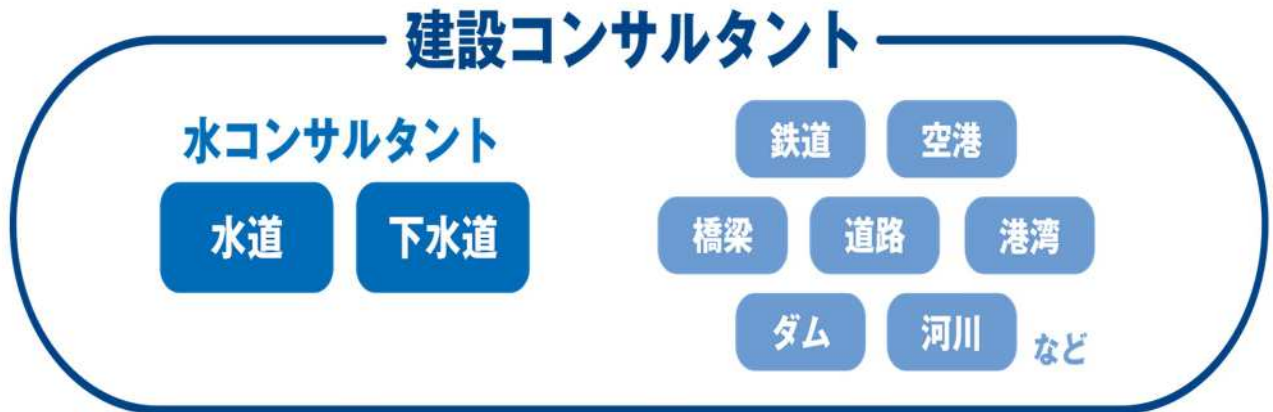 建設コンサルタント
水コンサルタント
水道 下水道
鉄道 空港
橋梁 道路 港湾
ダム 河川 など